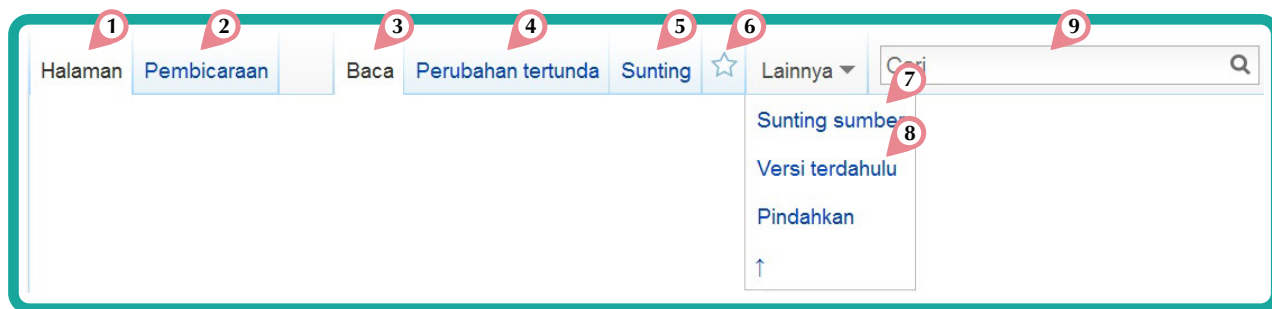 1 2 3 4 5 6 9
Halaman Pembicaraan Baca Perubahan tertunda Sunting Lainnya Cari
7
Sunting sumber
8
Versi terdahulu
Pindahkan
↑